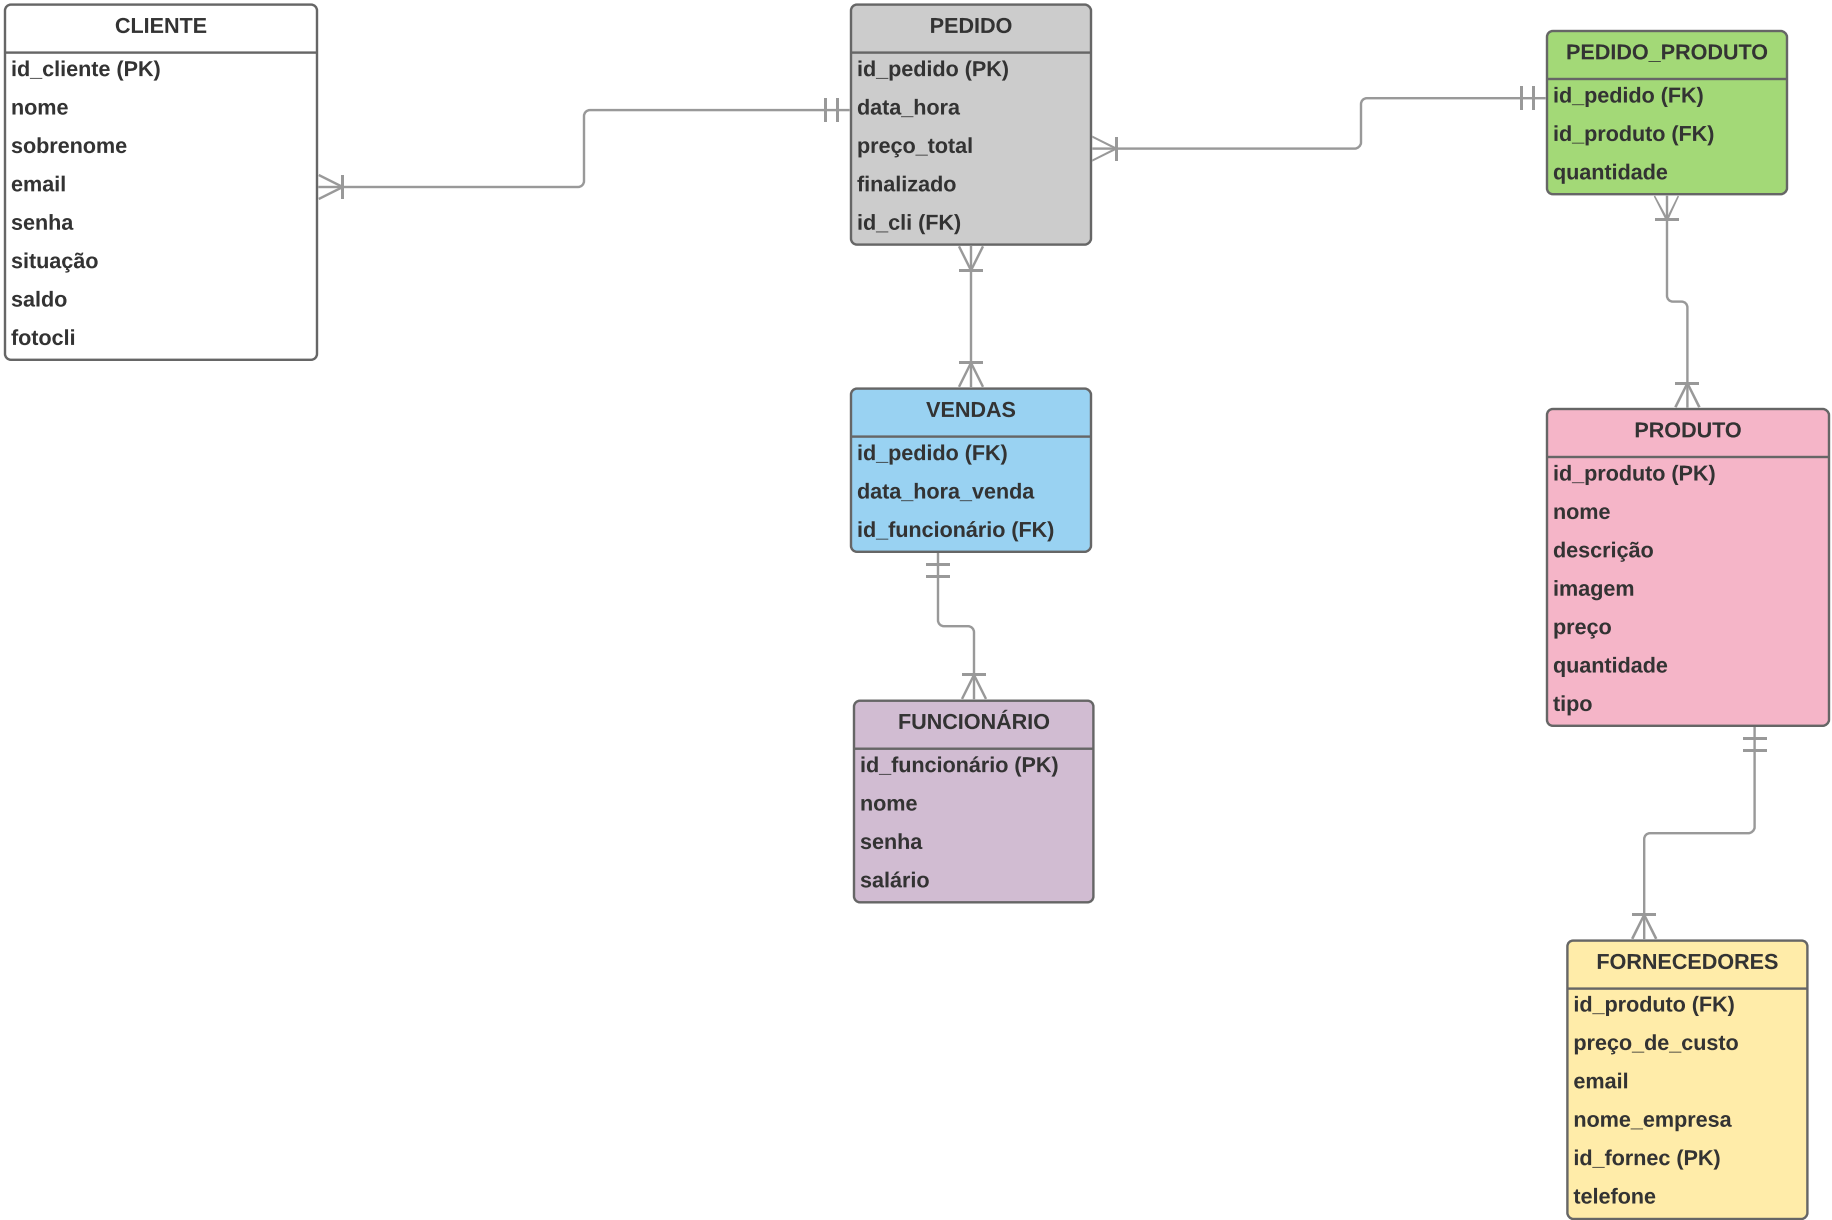 CLIENTE
id_cliente (PK)
nome
sobrenome
email
senha
situação
saldo
fotocli
PEDIDO
id_pedido (PK)
data_hora
preço_total
finalizado
id_cli (FK)
PEDIDO_PRODUTO
id_pedido (FK)
id_produto (FK)
quantidade
VENDAS
id_pedido (FK)
data_hora_venda
id_funcionário (FK)
PRODUTO
id_produto (PK)
nome
descrição
imagem
preço
quantidade
tipo
FUNCIONÁRIO
id_funcionário (PK)
nome
senha
salário
FORNECEDORES
id_produto (FK)
preço_de_custo
email
nome_empresa
id_fornec (PK)
telefone